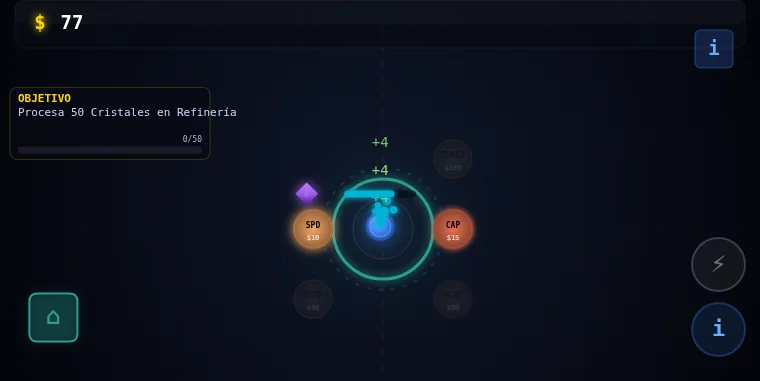 $ 77
i
OBJETIVO
Procesa 50 Cristales en Refinería
0/50
+4
+4
SPD
$10
CAP
$15
i